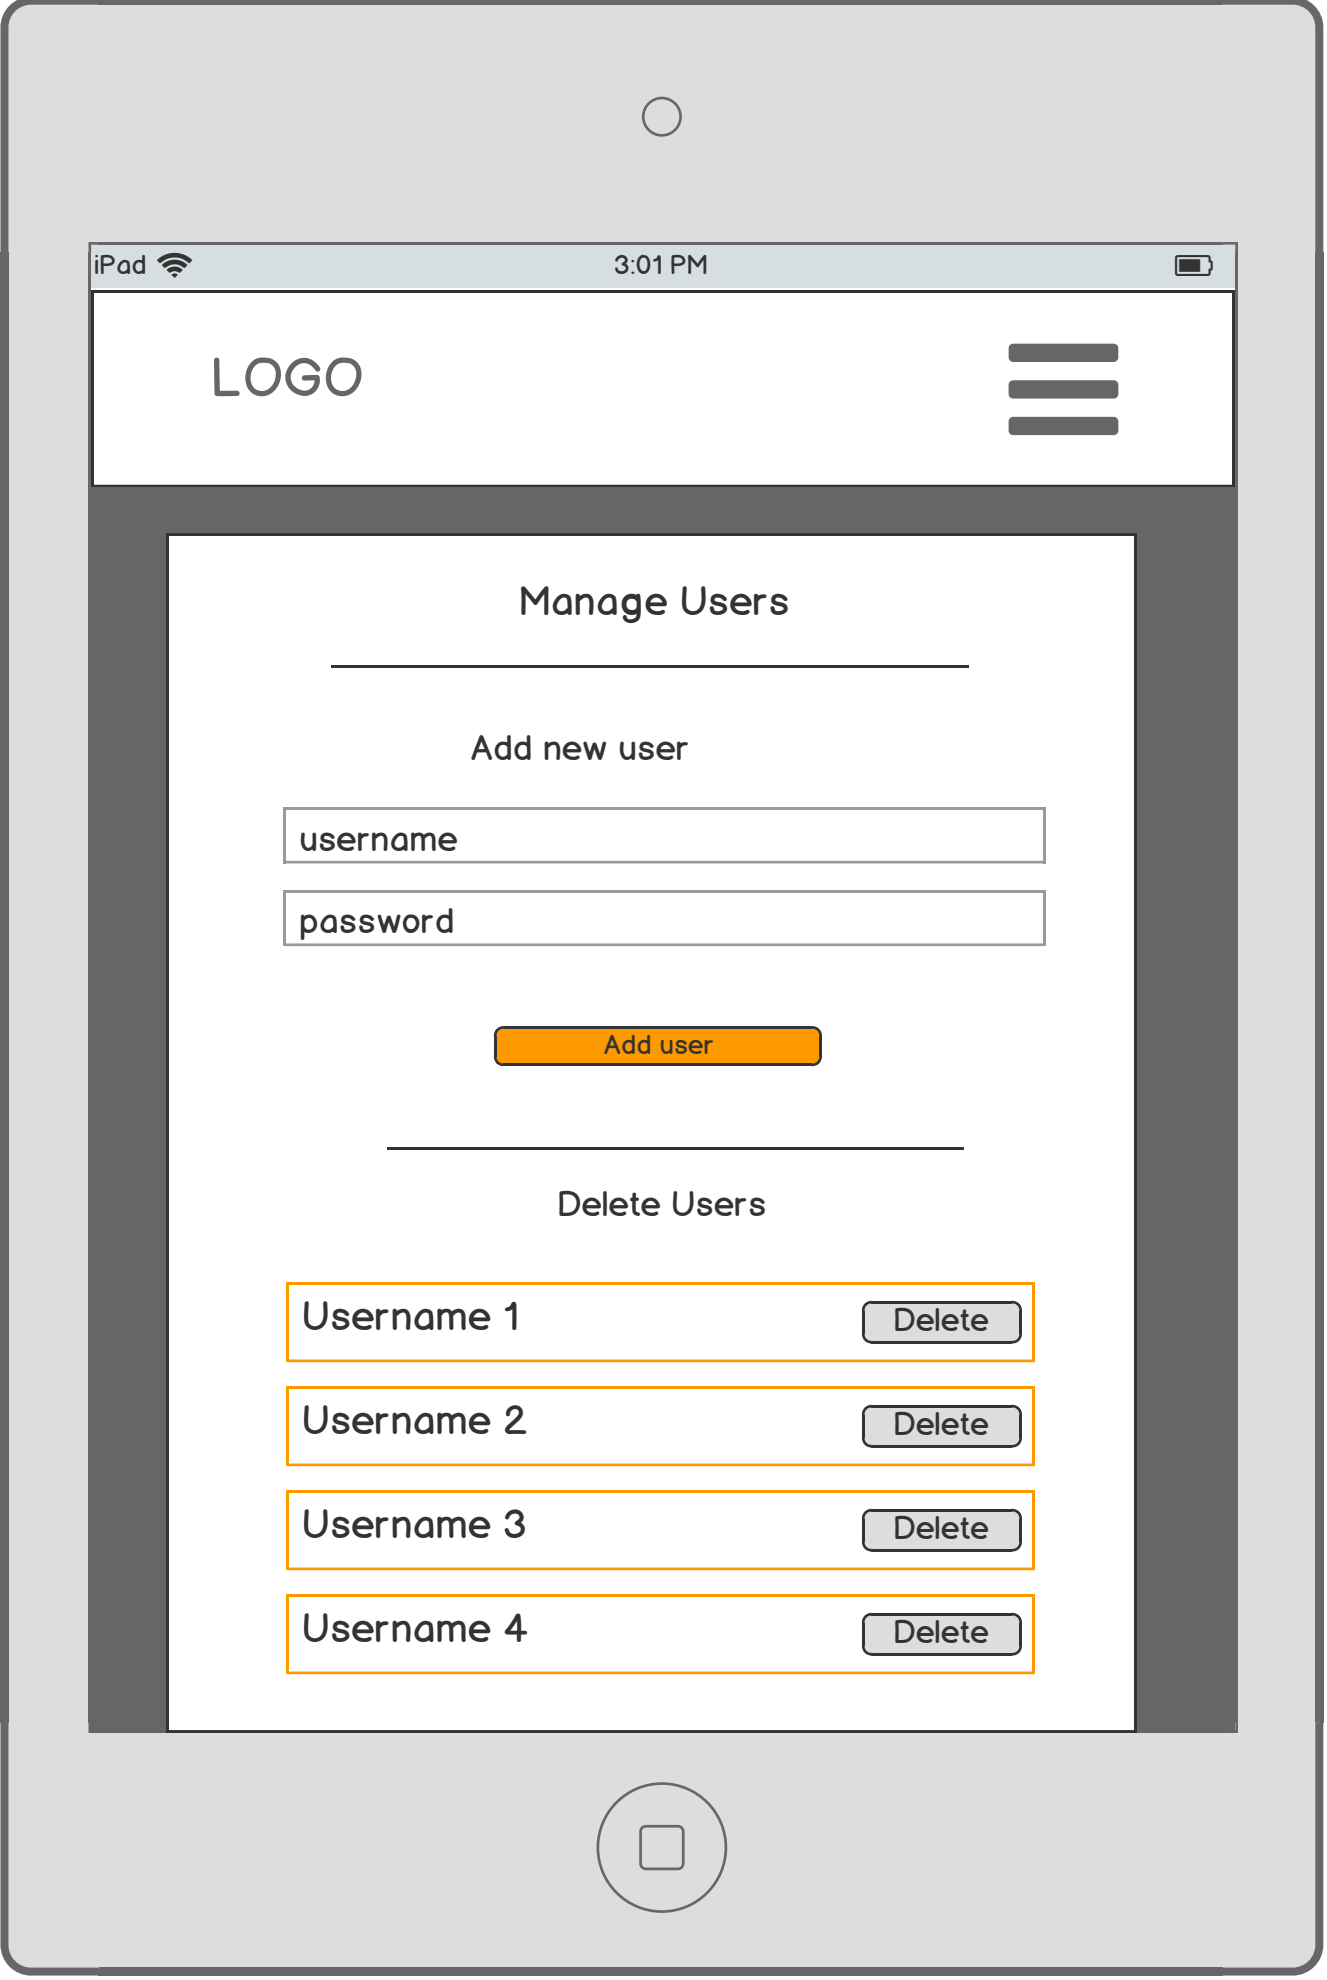 iPad 3:01 PM
LOGO
Manage Users
Add new user
username
password
Add user
Delete Users
Username 1 Delete
Username 2 Delete
Username 3 Delete
Username 4 Delete